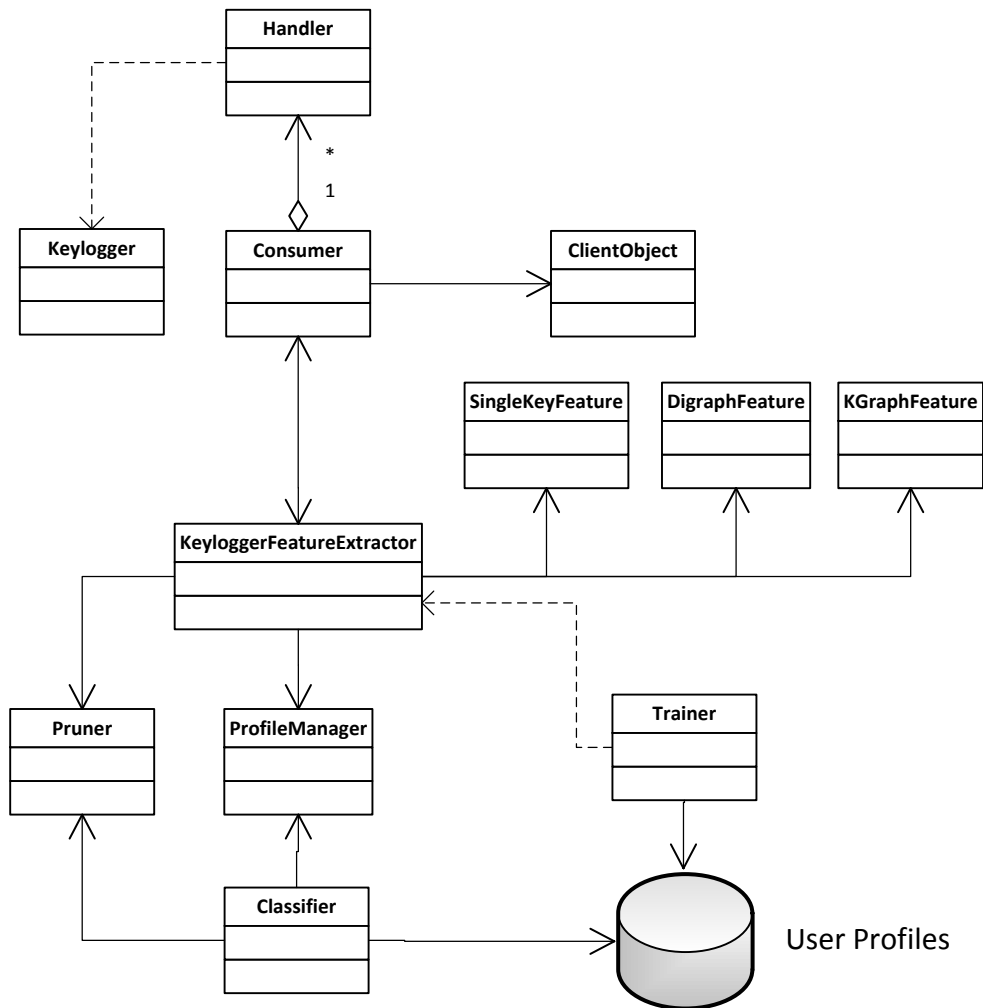 Handler
*
1
Keylogger
Consumer
ClientObject
SingleKeyFeature
DigraphFeature
KGraphFeature
KeyloggerFeatureExtractor
Pruner
ProfileManager
Trainer
Classifier
User Profiles